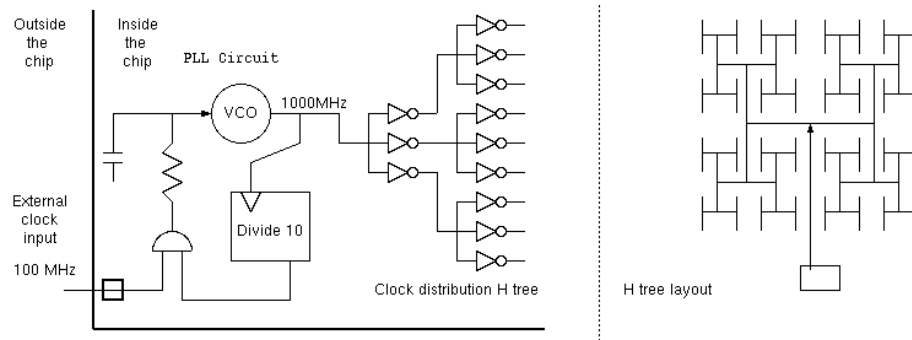 Outside
the
chip
Inside
the
chip
PLL Circuit
VCO
1000MHz
External
clock
input
100 MHz
Divide 10
Clock distribution H tree
H tree layout